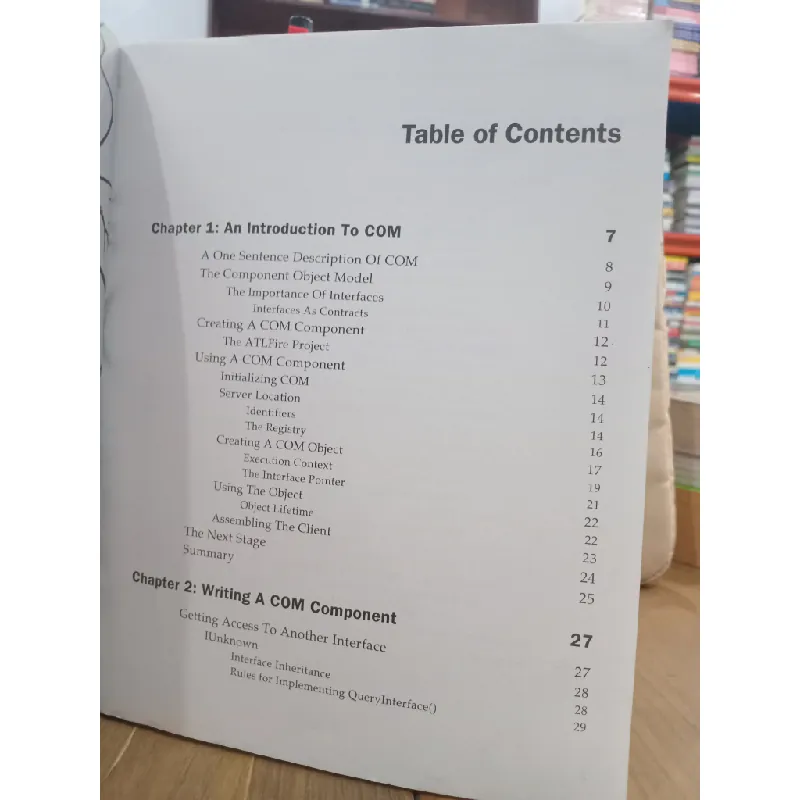 Table of Contents
Chapter 1: An Introduction To COM 7
A One Sentence Description Of COM 8
The Component Object Model 9
The Importance Of Interfaces 10
Interfaces As Contracts 11
Creating A COM Component 12
The ATLFire Project 12
Using A COM Component 13
Initializing COM 14
Server Location 14
Identifiers 14
The Registry 16
Creating A COM Object 17
Execution Context 19
The Interface Pointer 21
Using The Object 22
Object Lifetime 22
Assembling The Client 23
The Next Stage 24
Summary 25
Chapter 2: Writing A COM Component 27
Getting Access To Another Interface 27
IUnknown 28
Interface Inheritance 28
Rules for Implementing QueryInterface() 29